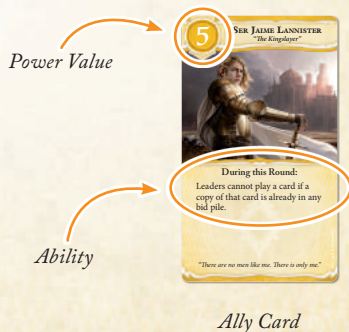 Power Value
5
Ser Jaime Lannister
"The Kingslayer"
During this Round:
Leaders cannot play a card if a
copy of that card is already in any
bid pile.
Ability
"There are no men like me. There is only me."
Ally Card